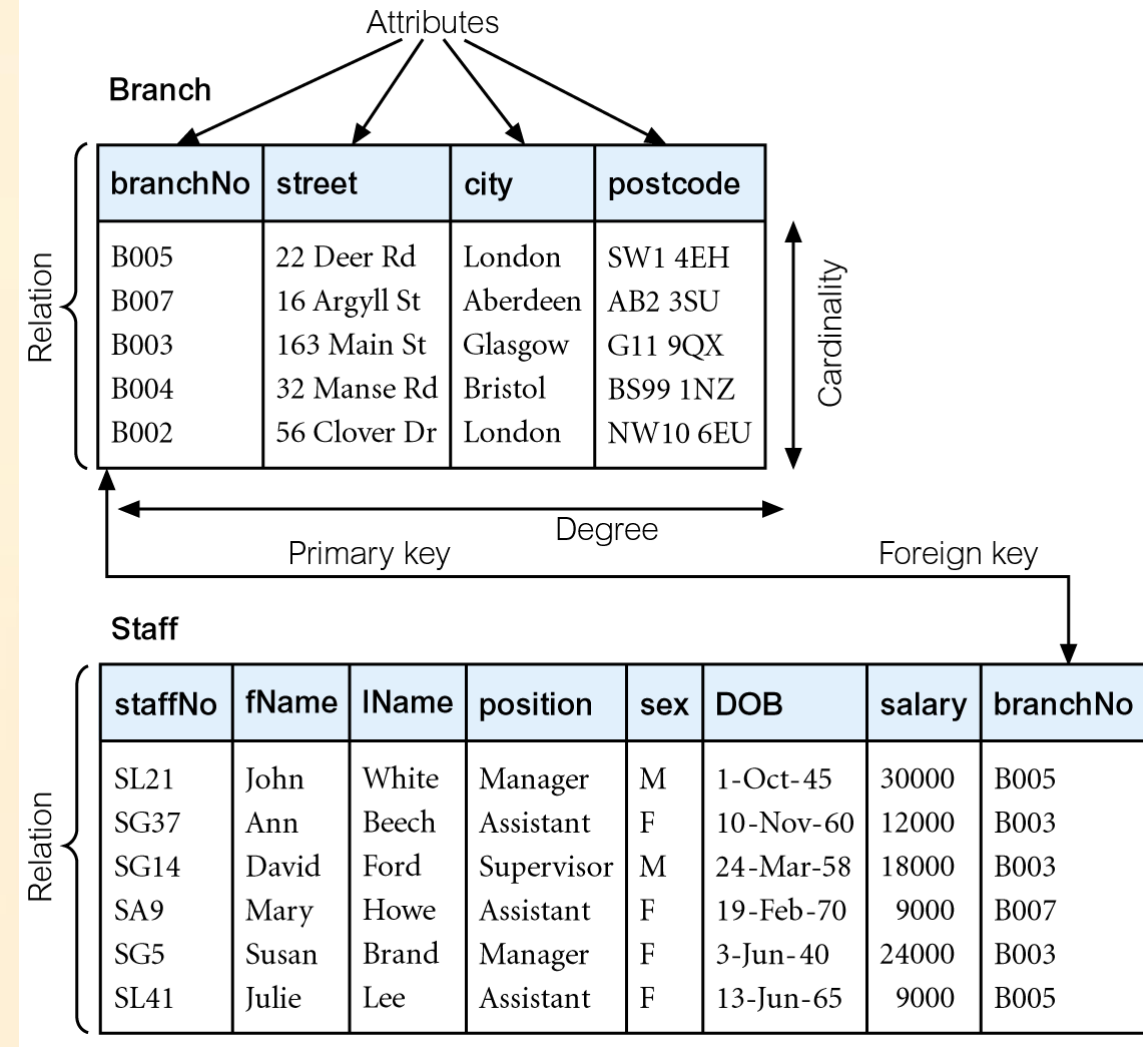 Attributes
Branch
branchNo street city postcode
B005 22 Deer Rd London SW1 4EH
B007 16 Argyll St Aberdeen AB2 3SU
B003 163 Main St Glasgow G11 9QX
B004 32 Manse Rd Bristol BS99 1NZ
B002 56 Clover Dr London NW10 6EU
Relation
Cardinality
Degree
Primary key Foreign key
Staff
staffNo fName lName position sex DOB salary branchNo
SL21 John White Manager M 1-Oct-45 30000 B005
SG37 Ann Beech Assistant F 10-Nov-60 12000 B003
SG14 David Ford Supervisor M 24-Mar-58 18000 B003
SA9 Mary Howe Assistant F 19-Feb-70 9000 B007
SG5 Susan Brand Manager F 3-Jun-40 24000 B003
SL41 Julie Lee Assistant F 13-Jun-65 9000 B005
Relation